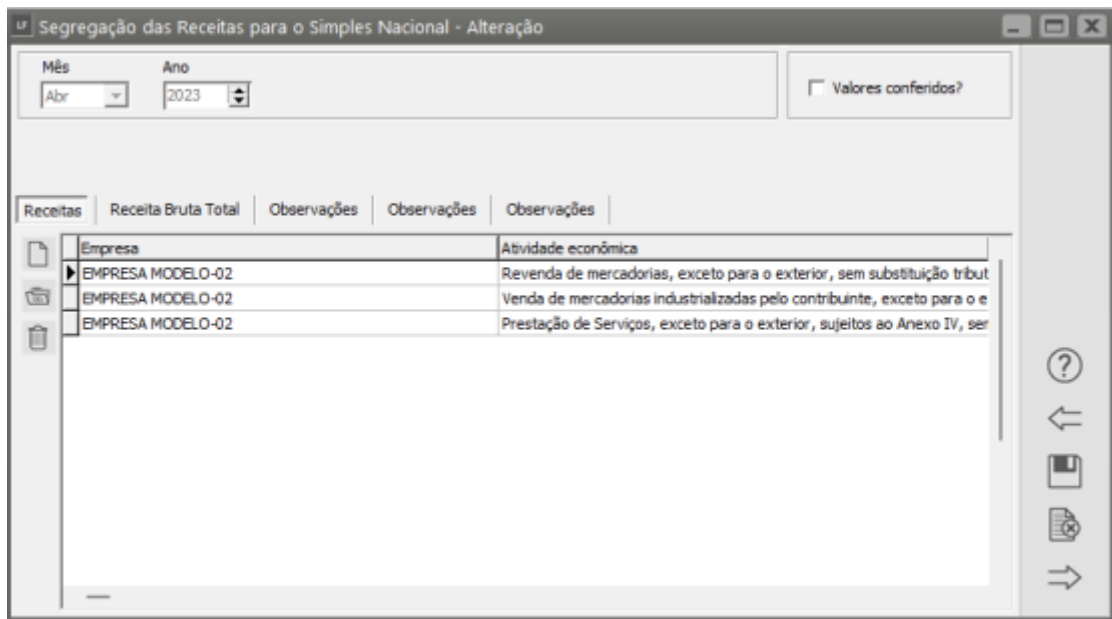 LF Segregação das Receitas para o Simples Nacional - Alteração
Mês Ano
Abr 2023 Valores conferidos?
Receitas Receita Bruta Total Observações Observações Observações
Empresa Atividade econômica
EMPRESA MODELO-02 Revenda de mercadorias, exceto para o exterior, sem substituição tribut
EMPRESA MODELO-02 Venda de mercadorias industrializadas pelo contribuinte, exceto para o e
EMPRESA MODELO-02 Prestação de Serviços, exceto para o exterior, sujeitos ao Anexo IV, ser